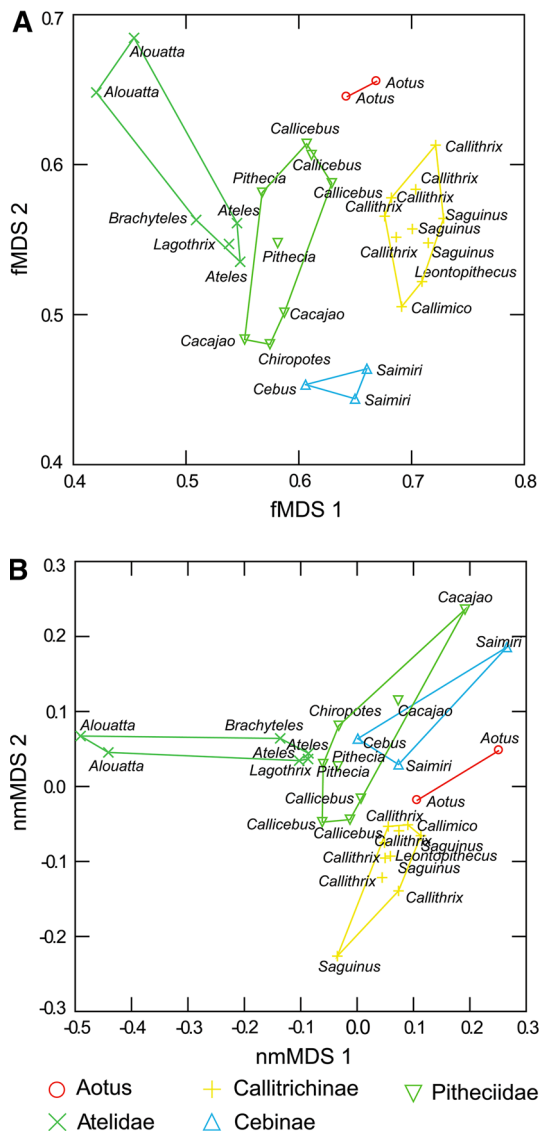 A
0.7
Alouatta
Alouatta
Aotus
Aotus
Callicebus
Callithrix
0.6
Callicebus
Pithecia
Callithrix
Callicebus
Callithrix
Callithrix
fMDS 2
Brachyteles
Ateles
Saguinus
Saguinus
Lagothrix
Pithecia
Callithrix
Saguinus
Ateles
Leontopithecus
0.5
Cacajao
Callimico
Cacajao
Chiropotes
Saimiri
Cebus
Saimiri
0.4
0.4 0.5 0.6 0.7 0.8
fMDS 1
B
0.3
Cacajao
0.2
Saimiri
0.1
Chiropotes
Cacajao
Alouatta
Brachyteles
Aotus
Ateles
Cebus
Ateles
Pithecia
Alouatta
Lagothrix
Pithecia
Saimiri
nmMDS 2
0.0
Callicebus
Aotus
Callicebus
Callicebus
Callithrix
Callimico
Callithrix
Saguinus
-0.1
Callithrix
Leontopithecus
Saguinus
Callithrix
Callithrix
-0.2
Saguinus
-0.3
-0.5 -0.4 -0.3 -0.2 -0.1 0.0 0.1 0.2 0.3
nmMDS 1
Aotus
Callitrichinae
Pitheciidae
Atelidae
Cebinae